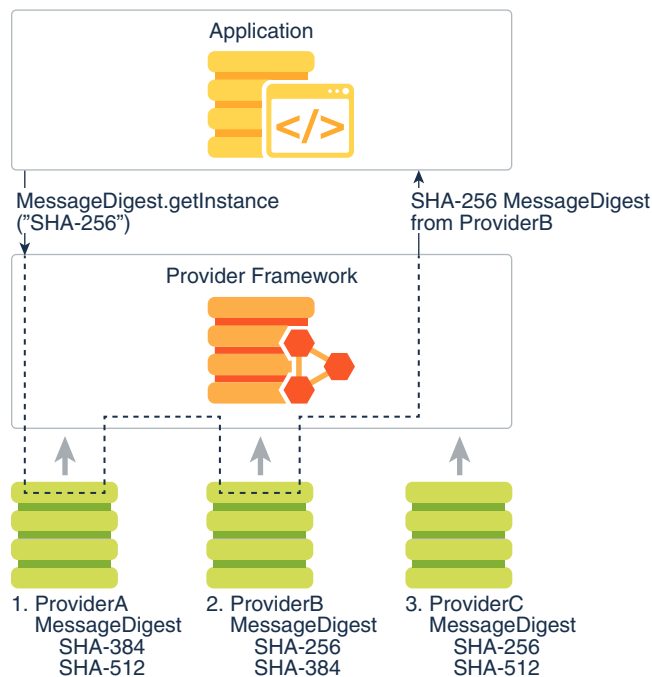 Application
</>
MessageDigest.getInstance
(”SHA-256”)
SHA-256 MessageDigest
from ProviderB
Provider Framework
1. ProviderA
MessageDigest
SHA-384
SHA-512
2. ProviderB
MessageDigest
SHA-256
SHA-384
3. ProviderC
MessageDigest
SHA-256
SHA-512